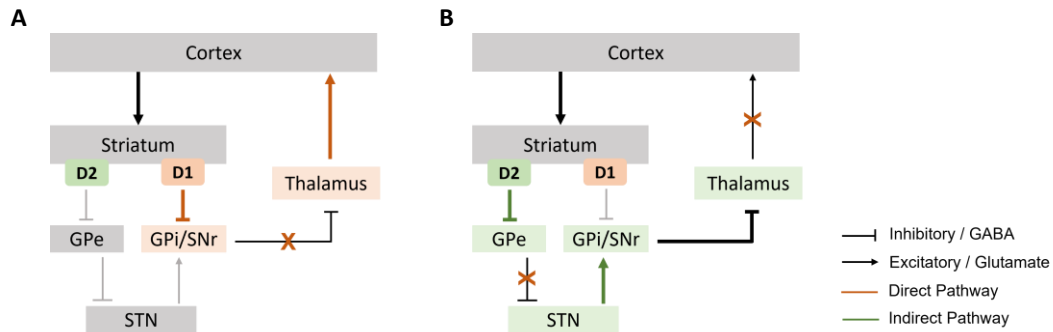 A
Cortex
Striatum
D2
D1
Thalamus
GPe
GPi/SNr
STN
B
Cortex
Striatum
D2
D1
Thalamus
GPe
GPi/SNr
STN
Inhibitory / GABA
Excitatory / Glutamate
Direct Pathway
Indirect Pathway